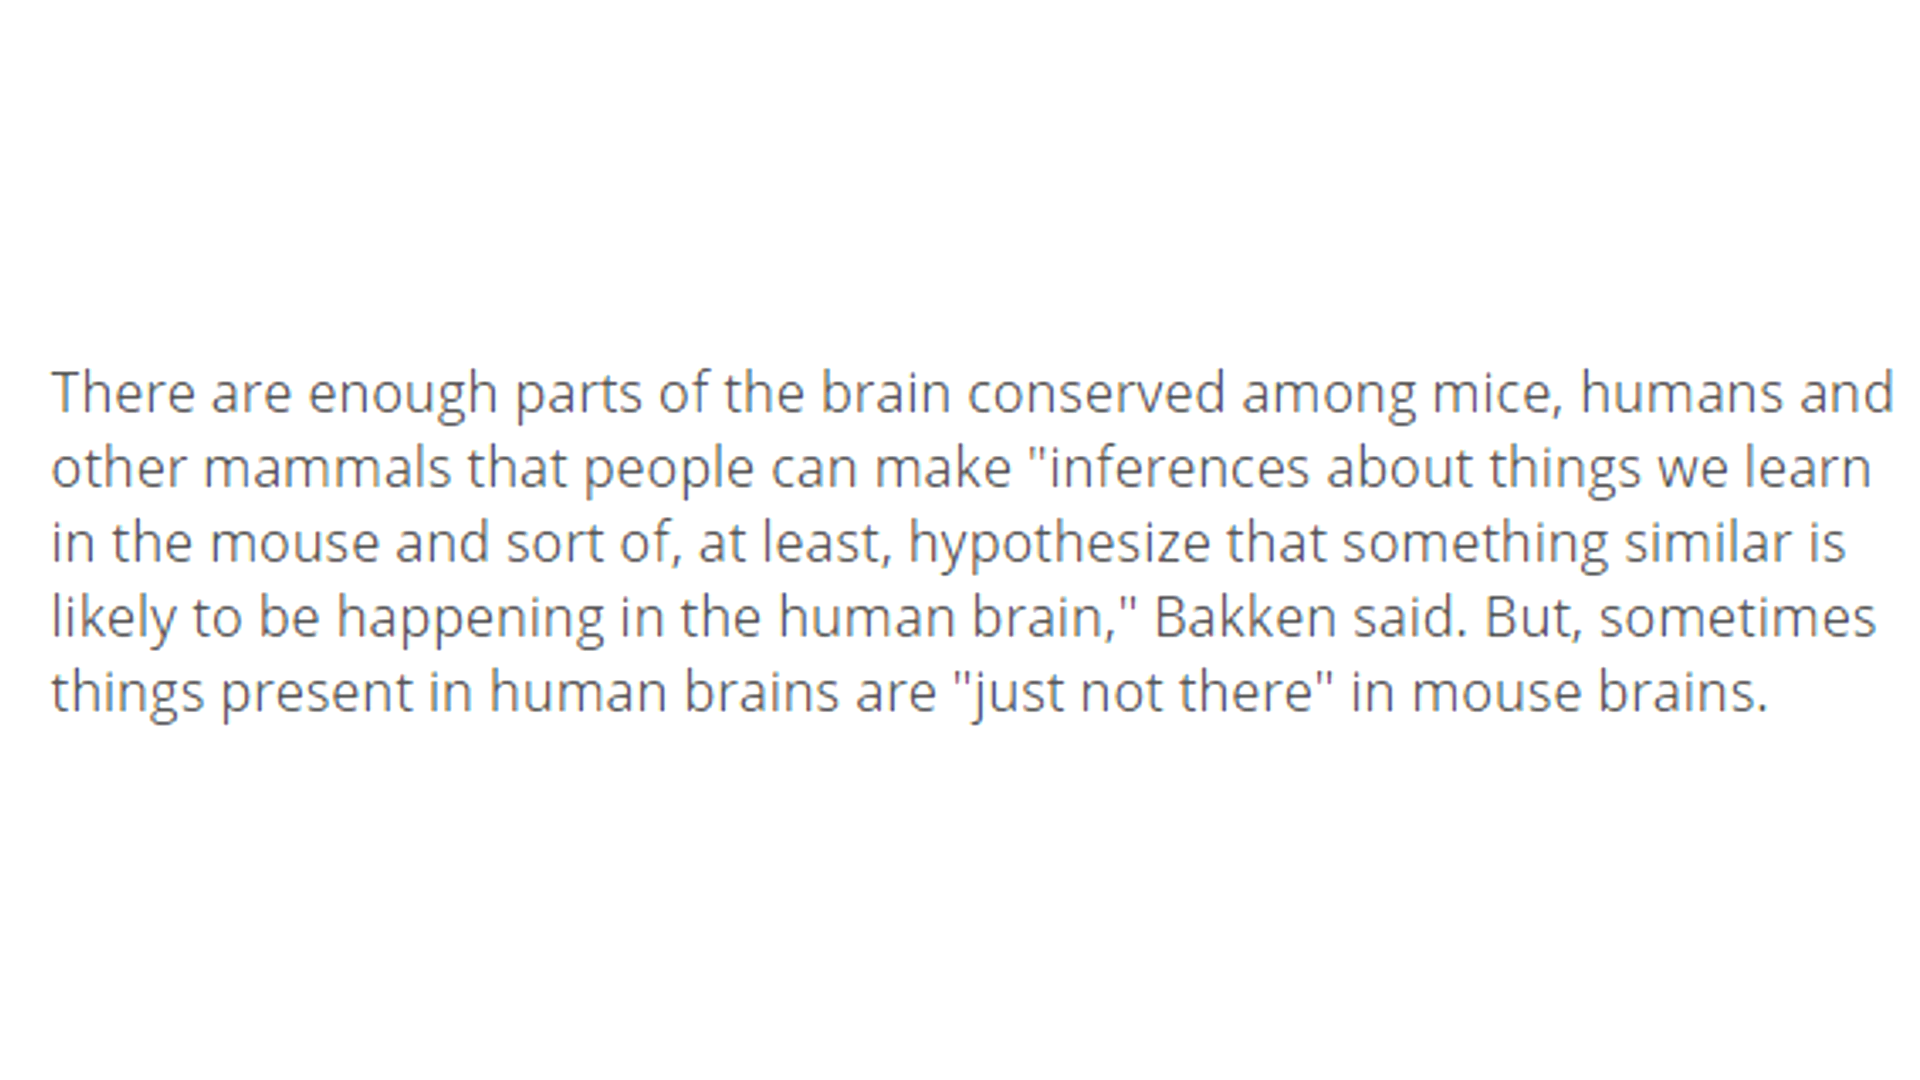 There are enough parts of the brain conserved among mice, humans and
other mammals that people can make "inferences about things we learn
in the mouse and sort of, at least, hypothesize that something similar is
likely to be happening in the human brain," Bakken said. But, sometimes
things present in human brains are "just not there" in mouse brains.